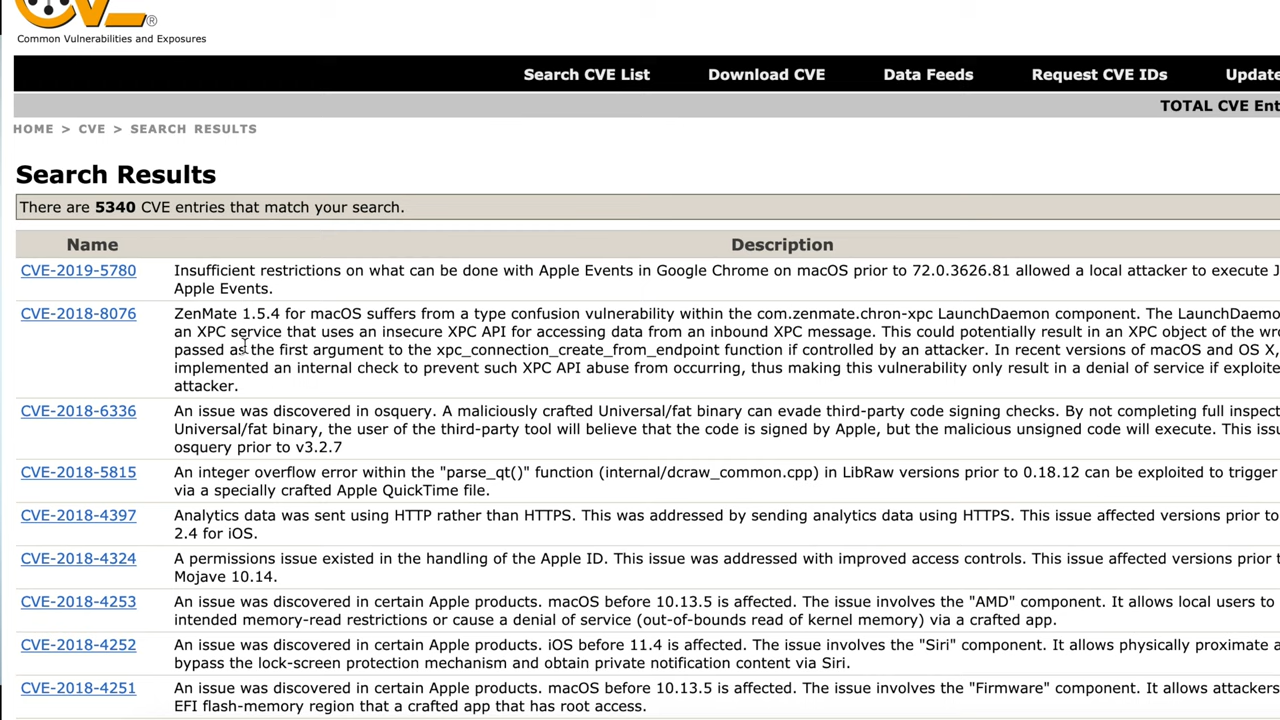 CVE®
Common Vulnerabilities and Exposures
Search CVE List Download CVE Data Feeds Request CVE IDs Update
TOTAL CVE Ent
HOME > CVE > SEARCH RESULTS
Search Results
There are 5340 CVE entries that match your search.
Name Description
CVE-2019-5780 Insufficient restrictions on what can be done with Apple Events in Google Chrome on macOS prior to 72.0.3626.81 allowed a local attacker to execute J
Apple Events.
CVE-2018-8076 ZenMate 1.5.4 for macOS suffers from a type confusion vulnerability within the com.zenmate.chron-xpc LaunchDaemon component. The LaunchDaemo
an XPC service that uses an insecure XPC API for accessing data from an inbound XPC message. This could potentially result in an XPC object of the wro
passed as the first argument to the xpc_connection_create_from_endpoint function if controlled by an attacker. In recent versions of macOS and OS X,
implemented an internal check to prevent such XPC API abuse from occurring, thus making this vulnerability only result in a denial of service if exploite
attacker.
CVE-2018-6336 An issue was discovered in osquery. A maliciously crafted Universal/fat binary can evade third-party code signing checks. By not completing full inspect
Universal/fat binary, the user of the third-party tool will believe that the code is signed by Apple, but the malicious unsigned code will execute. This issu
osquery prior to v3.2.7
CVE-2018-5815 An integer overflow error within the "parse_qt()" function (internal/dcraw_common.cpp) in LibRaw versions prior to 0.18.12 can be exploited to trigger
via a specially crafted Apple QuickTime file.
CVE-2018-4397 Analytics data was sent using HTTP rather than HTTPS. This was addressed by sending analytics data using HTTPS. This issue affected versions prior to
2.4 for iOS.
CVE-2018-4324 A permissions issue existed in the handling of the Apple ID. This issue was addressed with improved access controls. This issue affected versions prior t
Mojave 10.14.
CVE-2018-4253 An issue was discovered in certain Apple products. macOS before 10.13.5 is affected. The issue involves the "AMD" component. It allows local users to
intended memory-read restrictions or cause a denial of service (out-of-bounds read of kernel memory) via a crafted app.
CVE-2018-4252 An issue was discovered in certain Apple products. iOS before 11.4 is affected. The issue involves the "Siri" component. It allows physically proximate a
bypass the lock-screen protection mechanism and obtain private notification content via Siri.
CVE-2018-4251 An issue was discovered in certain Apple products. macOS before 10.13.5 is affected. The issue involves the "Firmware" component. It allows attackers
EFI flash-memory region that a crafted app that has root access.